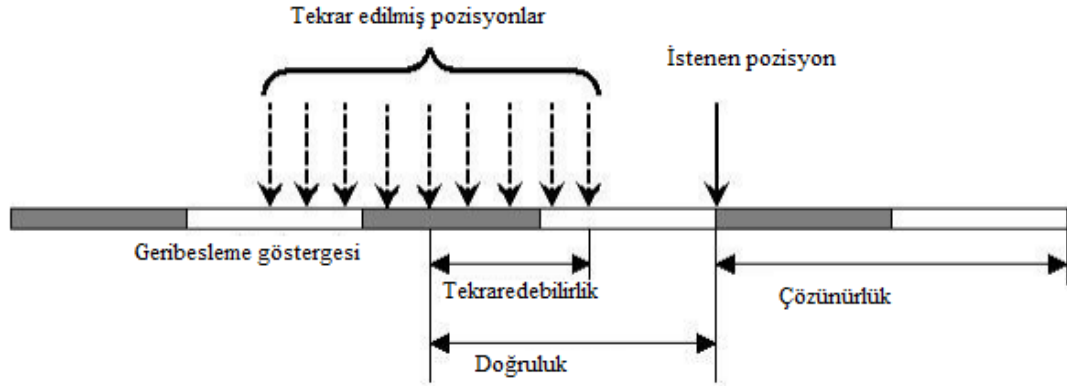 Tekrar edilmiş pozisyonlar
İstenen pozisyon
Geribesleme göstergesi
Tekraredebilirlik
Çözünürlük
Doğruluk